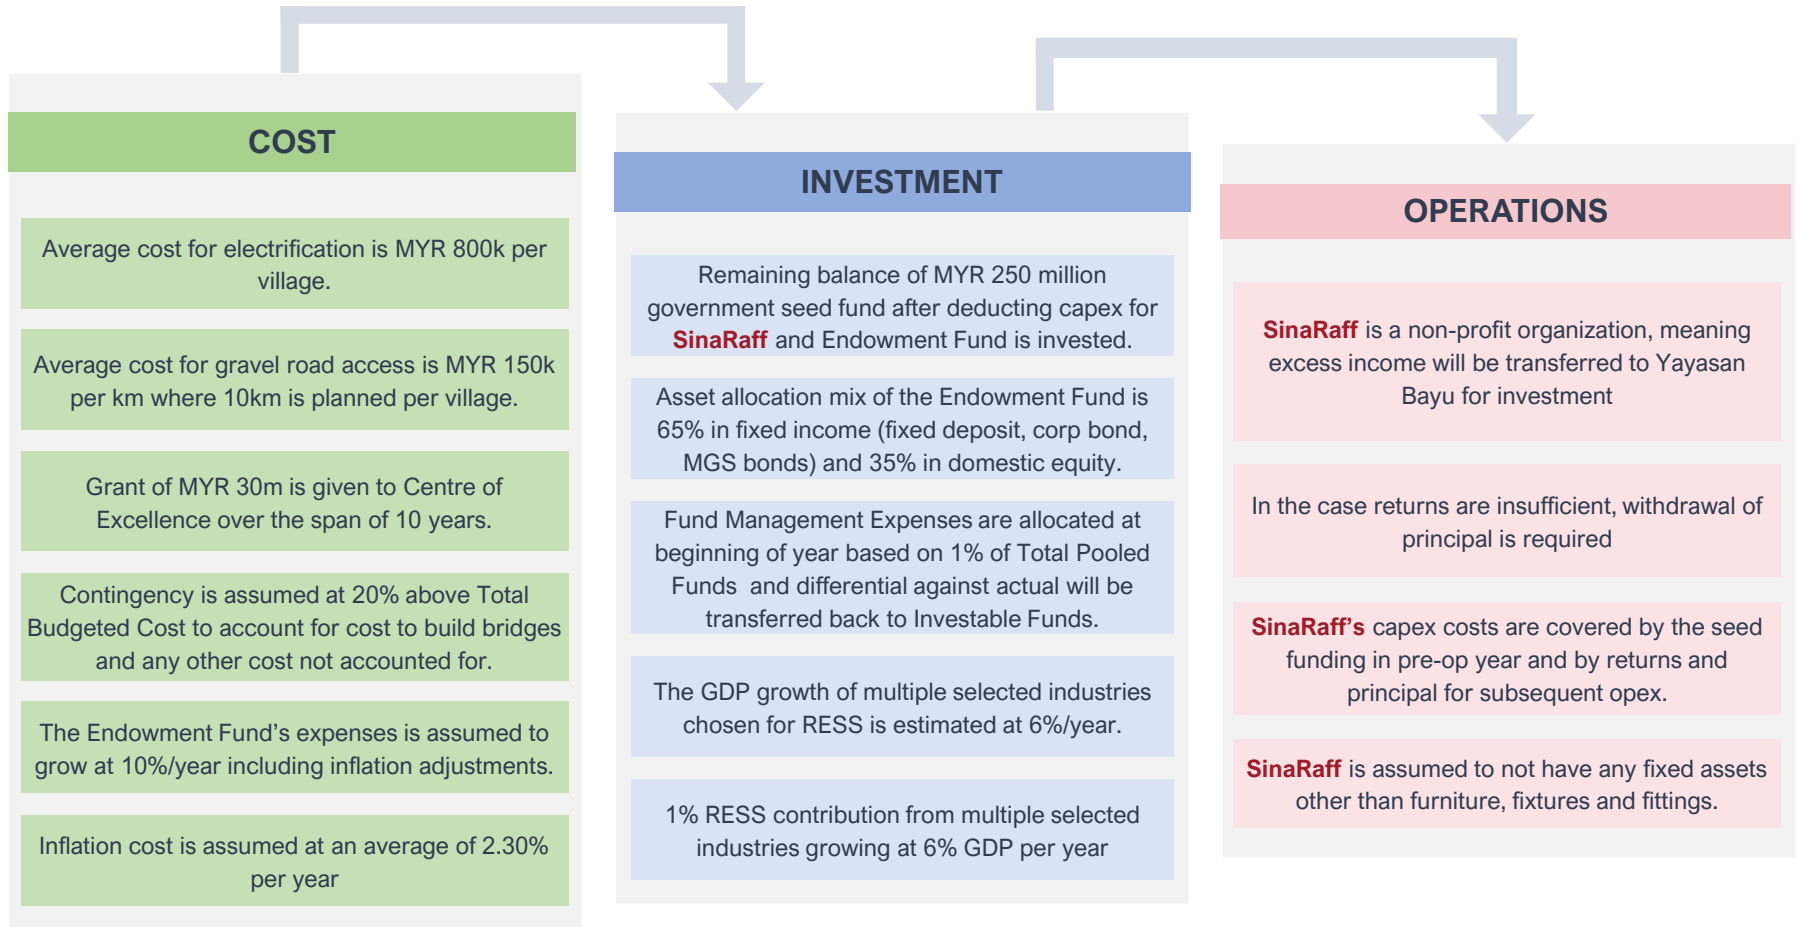 COST
Average cost for electrification is MYR 800k per
village.
Average cost for gravel road access is MYR 150k
per km where 10km is planned per village.
Grant of MYR 30m is given to Centre of
Excellence over the span of 10 years.
Contingency is assumed at 20% above Total
Budgeted Cost to account for cost to build bridges
and any other cost not accounted for.
The Endowment Fund's expenses is assumed to
grow at 10%/year including inflation adjustments.
Inflation cost is assumed at an average of 2.30%
per year
INVESTMENT
Remaining balance of MYR 250 million
government seed fund after deducting capex for
SinaRaff and Endowment Fund is invested.
Asset allocation mix of the Endowment Fund is
65% in fixed income (fixed deposit, corp bond,
MGS bonds) and 35% in domestic equity.
Fund Management Expenses are allocated at
beginning of year based on 1% of Total Pooled
Funds and differential against actual will be
transferred back to Investable Funds.
The GDP growth of multiple selected industries
chosen for RESS is estimated at 6%/year.
1% RESS contribution from multiple selected
industries growing at 6% GDP per year
OPERATIONS
SinaRaff is a non-profit organization, meaning
excess income will be transferred to Yayasan
Bayu for investment
In the case returns are insufficient, withdrawal of
principal is required
SinaRaff's capex costs are covered by the seed
funding in pre-op year and by returns and
principal for subsequent opex.
SinaRaff is assumed to not have any fixed assets
other than furniture, fixtures and fittings.